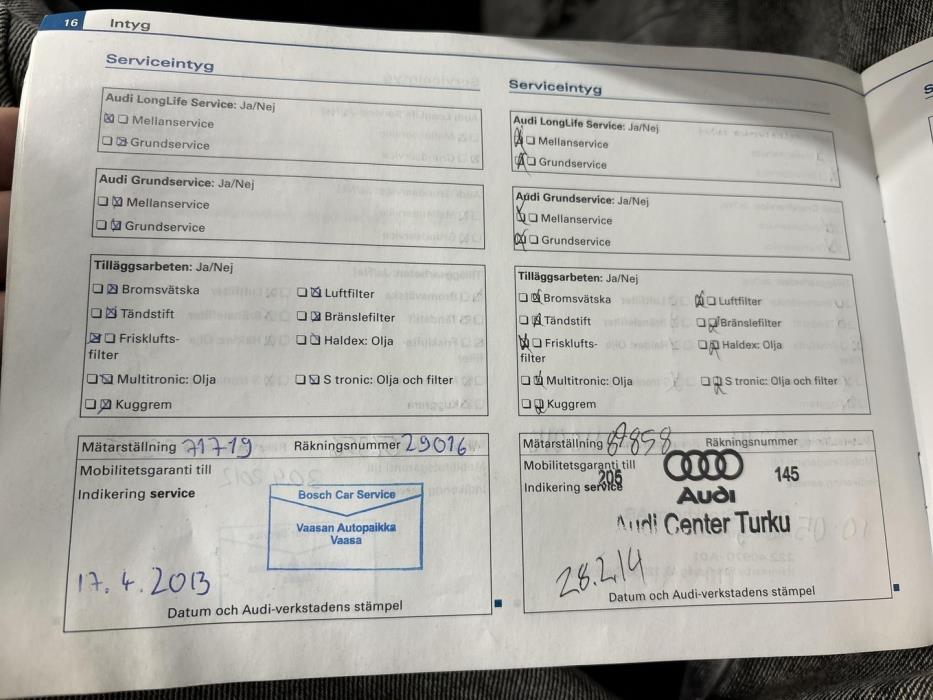 16 Intyg
Serviceintyg
Audi LongLife Service: Ja/Nej
Mellanservice
Grundservice
Audi Grundservice: Ja/Nej
Mellanservice
Grundservice
Tilläggsarbeten: Ja/Nej
Bromsvätska Luftfilter
Tändstift Bränslefilter
Frisklufts- Haldex: Olja
filter
Multitronic: Olja S tronic: Olja och filter
Kuggrem
Mätarställning 71719 Räkningsnummer 29016
Mobilitetsgaranti till
Indikering service
Bosch Car Service
Vaasan Autopaikka
Vaasa
17.4.2013
Datum och Audi-verkstadens stämpel
Serviceintyg
Audi LongLife Service: Ja/Nej
Mellanservice
Grundservice
Audi Grundservice: Ja/Nej
Mellanservice
Grundservice
Tilläggsarbeten: Ja/Nej
Bromsvätska Luftfilter
Tändstift Bränslefilter
Frisklufts- Haldex: Olja
filter
Multitronic: Olja S tronic: Olja och filter
Kuggrem
Mätarställning Räkningsnummer
Mobilitetsgaranti till
206 145
Indikering service
Audi
Audi Center Turku
28.2.14
Datum och Audi-verkstadens stämpel